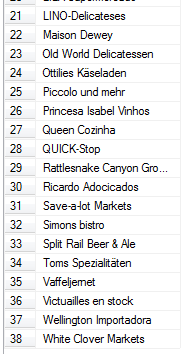 21 LINO-Delicateses
22 Maison Dewey
23 Old World Delicatessen
24 Ottilies Käseladen
25 Piccolo und mehr
26 Princesa Isabel Vinhos
27 Queen Cozinha
28 QUICK-Stop
29 Rattlesnake Canyon Gro...
30 Ricardo Adocicados
31 Save-a-lot Markets
32 Simons bistro
33 Split Rail Beer & Ale
34 Toms Spezialitäten
35 Vaffeljernet
36 Victuailles en stock
37 Wellington Importadora
38 White Clover Markets